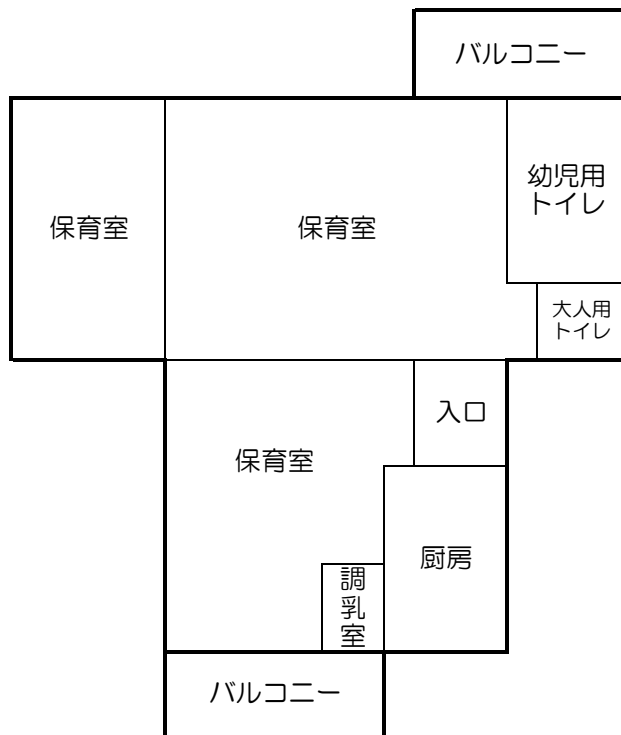 バルコニー
保育室
保育室
幼児用
トイレ
大人用
トイレ
入口
保育室
厨房
調
乳
室
バルコニー